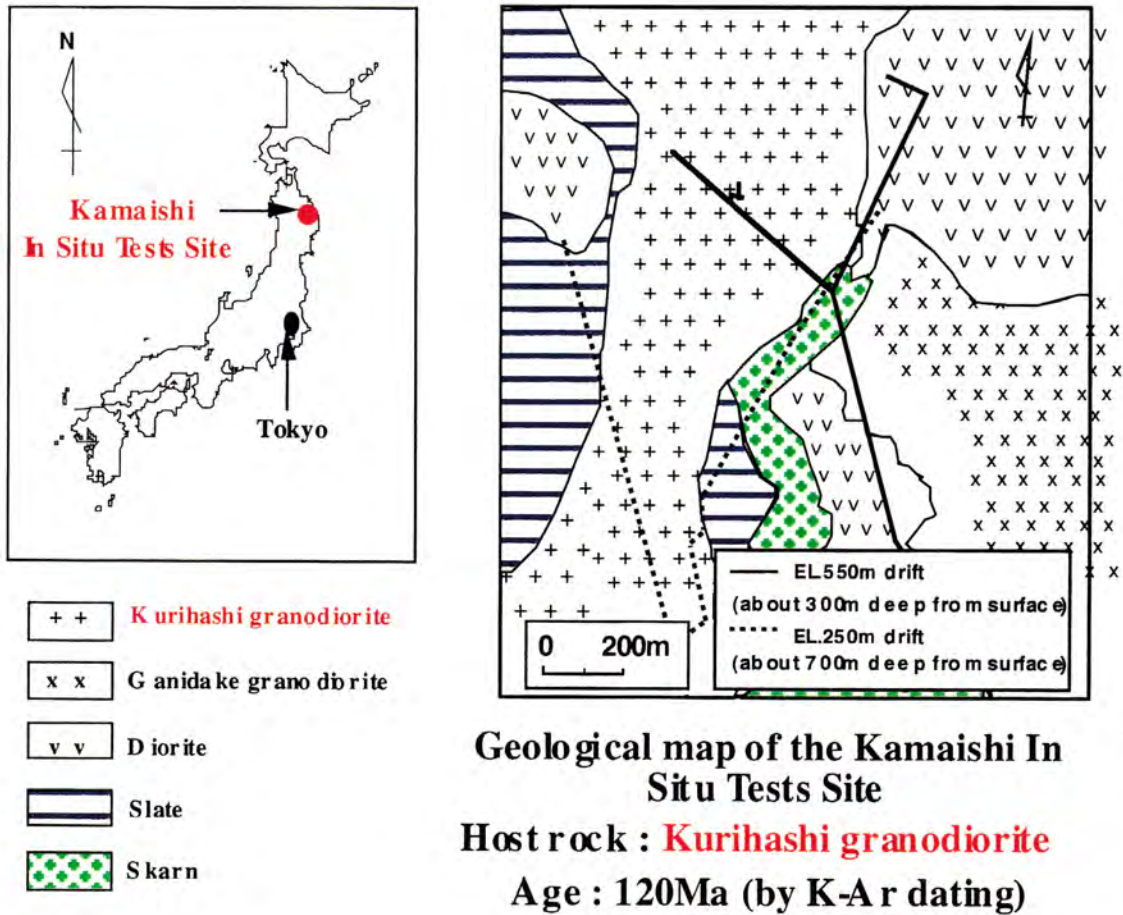 N
Kamaishi
In Situ Tests Site
Tokyo
+ + Kurihashi granodiorite
x x Ganidake granodiorite
v v Diorite
Slate
Skarn
EL.550m drift
(about 300m deep from surface)
EL.250m drift
(about 700m deep from surface)
0 200m
Geological map of the Kamaishi In
Situ Tests Site
Host rock : Kurihashi granodiorite
Age : 120Ma (by K-Ar dating)